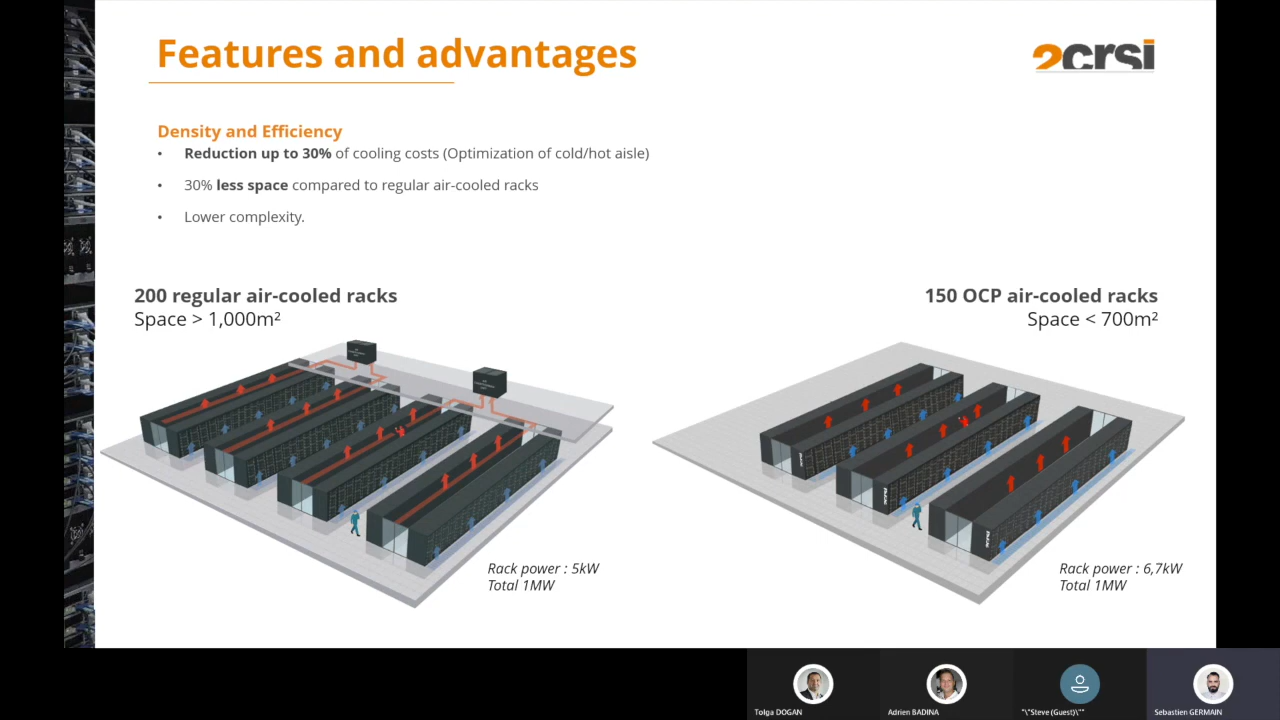 Features and advantages
2crsi
Density and Efficiency
• Reduction up to 30% of cooling costs (Optimization of cold/hot aisle)
• 30% less space compared to regular air-cooled racks
• Lower complexity.
200 regular air-cooled racks
Space > 1,000m²
150 OCP air-cooled racks
Space < 700m²
Rack power : 5kW
Total 1MW
Rack power : 6,7kW
Total 1MW
Tolga DOGAN
Adrien BADINA
"\"Steve (Guest)\""
Sebastien GERMAIN